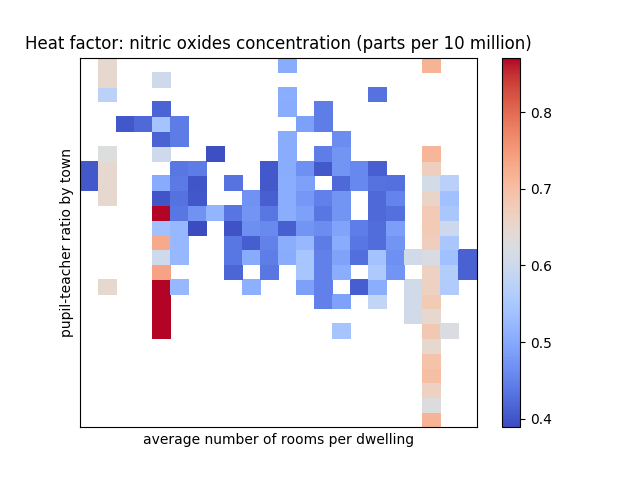 Heat factor: nitric oxides concentration (parts per 10 million)
pupil-teacher ratio by town
average number of rooms per dwelling
0.8
0.7
0.6
0.5
0.4